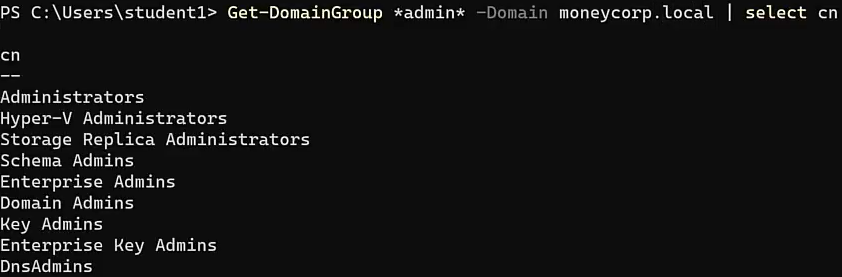 PS C:\Users\student1> Get-DomainGroup *admin* -Domain moneycorp.local | select cn
cn
--
Administrators
Hyper-V Administrators
Storage Replica Administrators
Schema Admins
Enterprise Admins
Domain Admins
Key Admins
Enterprise Key Admins
DnsAdmins